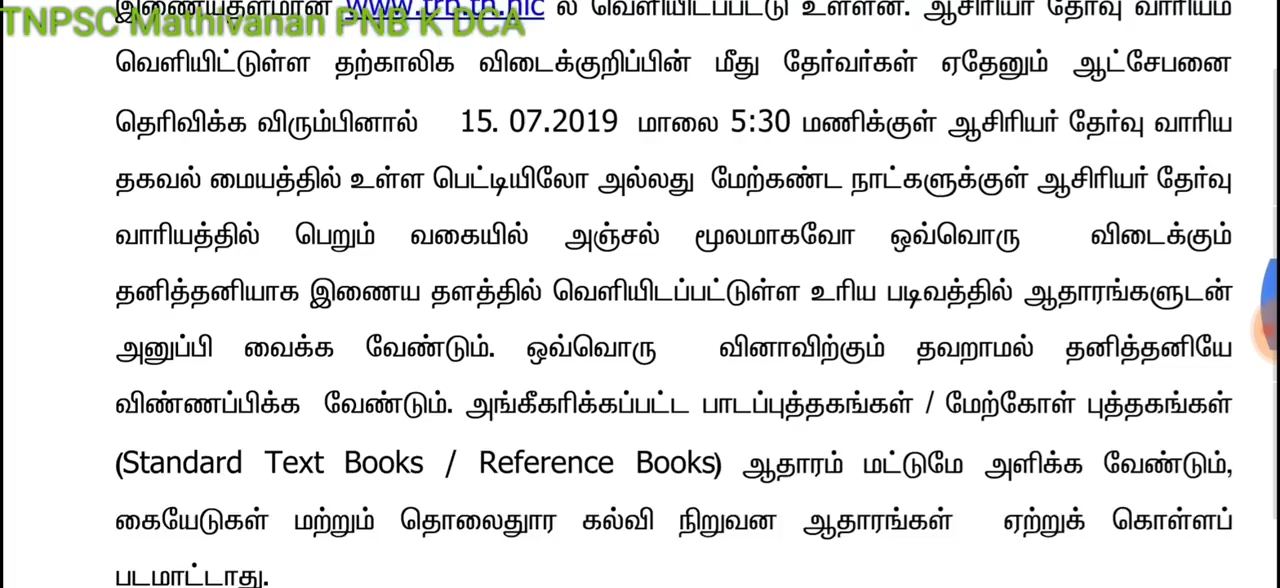 TNPSC Mathivanan PNB K DCA
இணையதளமான www.trb.tn.nic ல் வெளியிடப்பட்டு உள்ளன. ஆசிரியர் தேர்வு வாரியம்
வெளியிட்டுள்ள தற்காலிக விடைக்குறிப்பின் மீது தேர்வர்கள் ஏதேனும் ஆட்சேபனை
தெரிவிக்க விரும்பினால் 15. 07.2019 மாலை 5:30 மணிக்குள் ஆசிரியர் தேர்வு வாரிய
தகவல் மையத்தில் உள்ள பெட்டியிலோ அல்லது மேற்கண்ட நாட்களுக்குள் ஆசிரியர் தேர்வு
வாரியத்தில் பெறும் வகையில் அஞ்சல் மூலமாகவோ ஒவ்வொரு விடைக்கும்
தனித்தனியாக இணைய தளத்தில் வெளியிடப்பட்டுள்ள உரிய படிவத்தில் ஆதாரங்களுடன்
அனுப்பி வைக்க வேண்டும். ஒவ்வொரு வினாவிற்கும் தவறாமல் தனித்தனியே
விண்ணப்பிக்க வேண்டும். அங்கீகரிக்கப்பட்ட பாடப்புத்தகங்கள் / மேற்கோள் புத்தகங்கள்
(Standard Text Books / Reference Books) ஆதாரம் மட்டுமே அளிக்க வேண்டும்,
கையேடுகள் மற்றும் தொலைதுார கல்வி நிறுவன ஆதாரங்கள் ஏற்றுக் கொள்ளப்
படமாட்டாது.